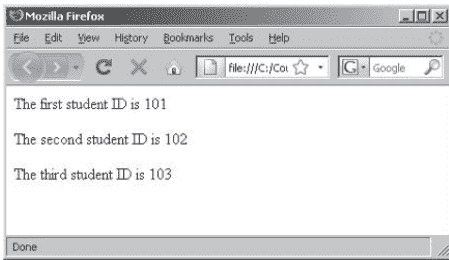 Mozilla Firefox
File Edit View History Bookmarks Tools Help
file:///C:/Cou
G Google
The first student ID is 101
The second student ID is 102
The third student ID is 103
Done